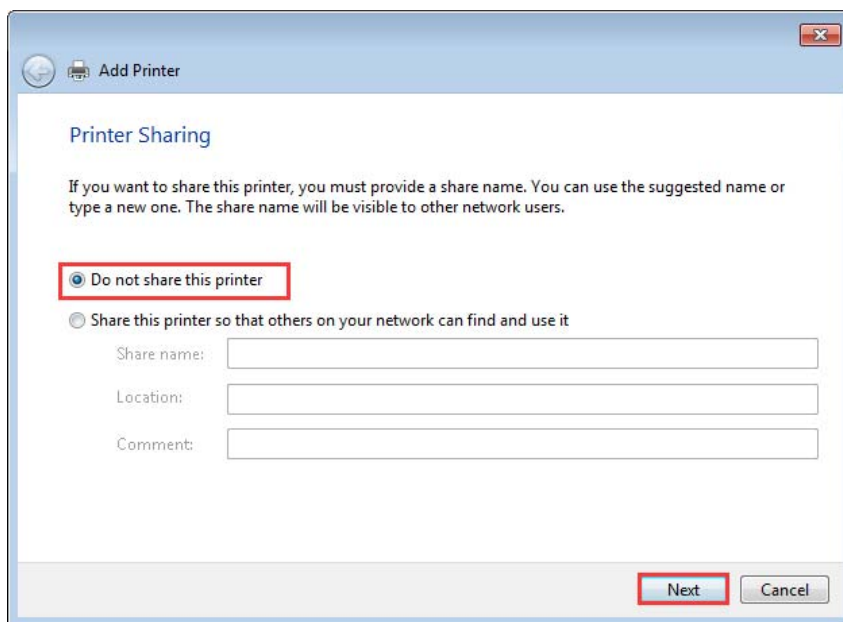 Add Printer
Printer Sharing
If you want to share this printer, you must provide a share name. You can use the suggested name or
type a new one. The share name will be visible to other network users.
Do not share this printer
Share this printer so that others on your network can find and use it
Share name:
Location:
Comment:
Next
Cancel